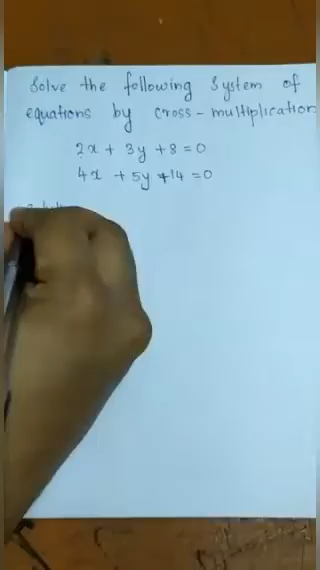 Solve the following System of
equations by cross-multiplication
2x + 3y + 8 = 0
4x + 5y + 14 = 0